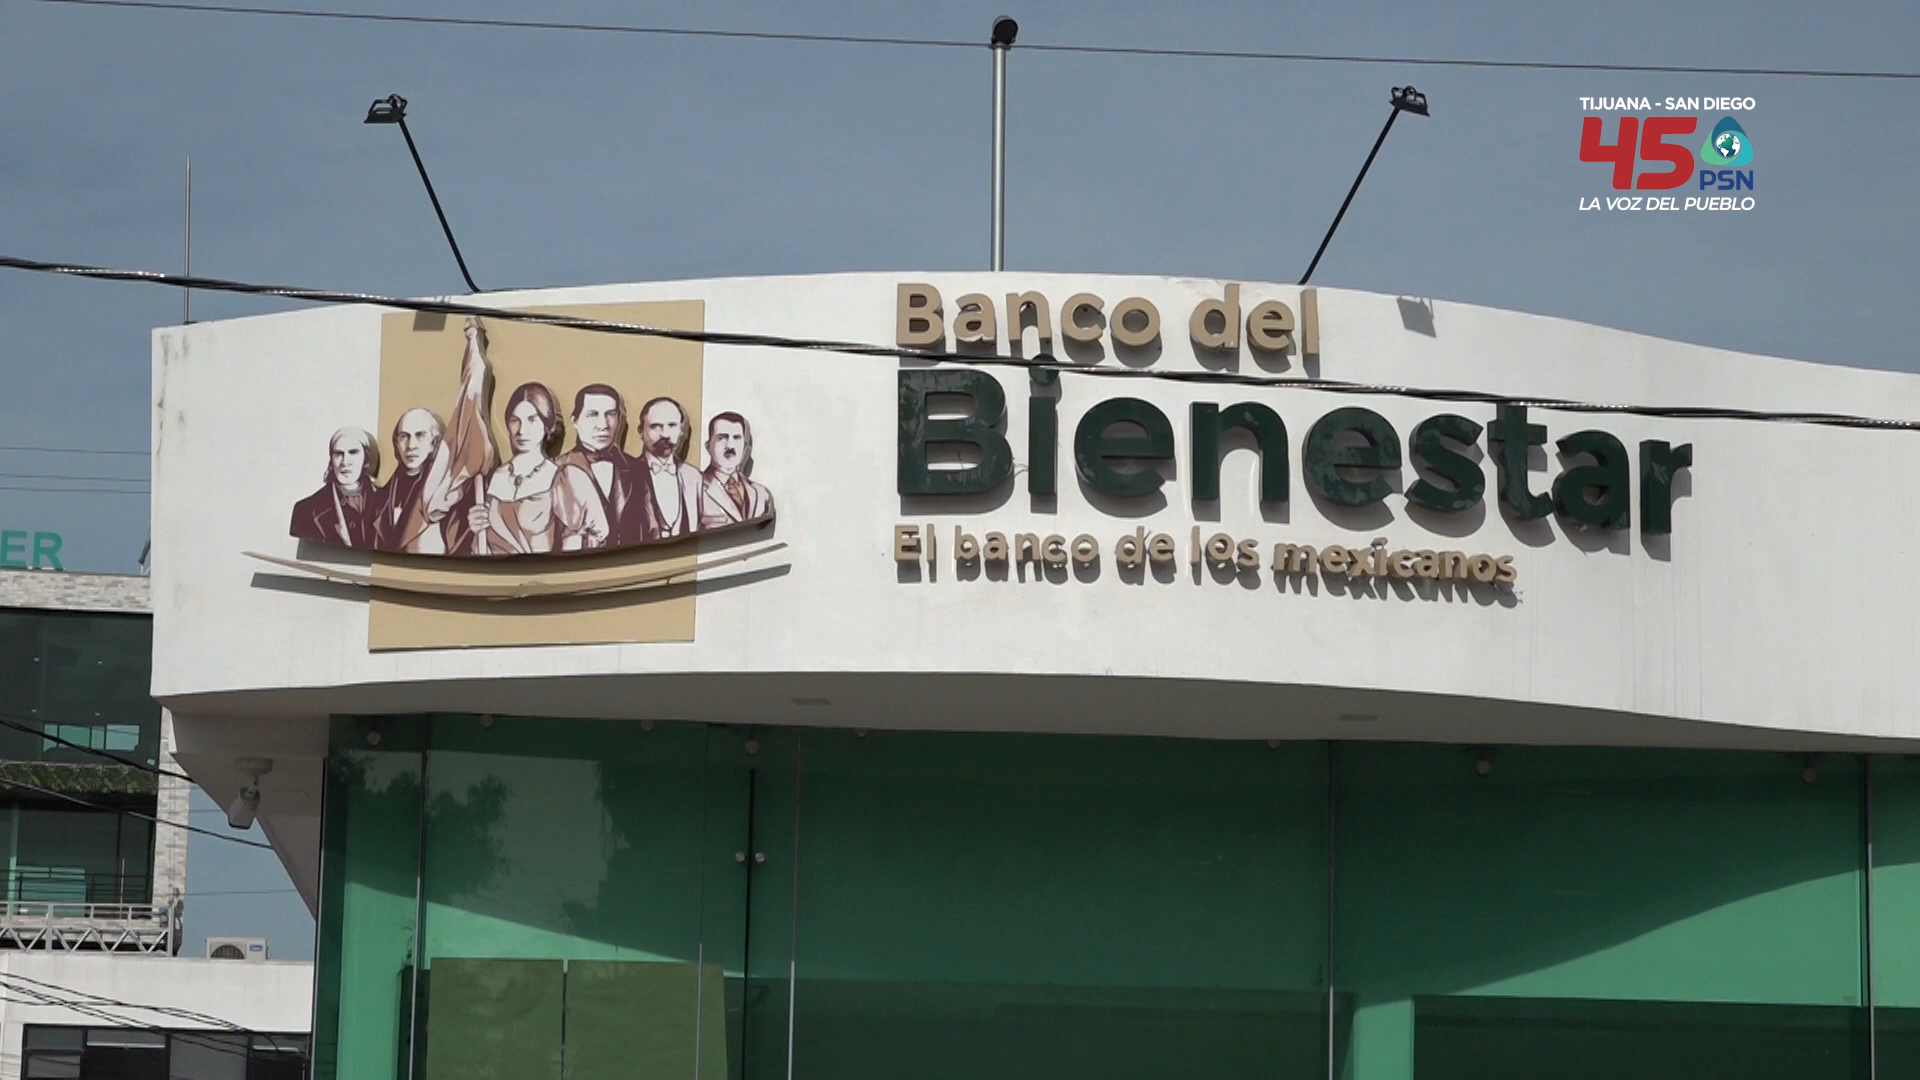 TIJUANA - SAN DIEGO
45
PSN
LA VOZ DEL PUEBLO
Banco del
Bienestar
El banco de los mexicanos
ER